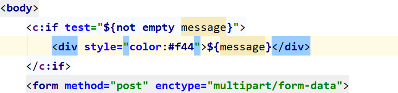 <body>
<c:if test="${not empty message}">
<div style="color:#f44">${message}</div>
</c:if>
<form method="post" enctype="multipart/form-data">